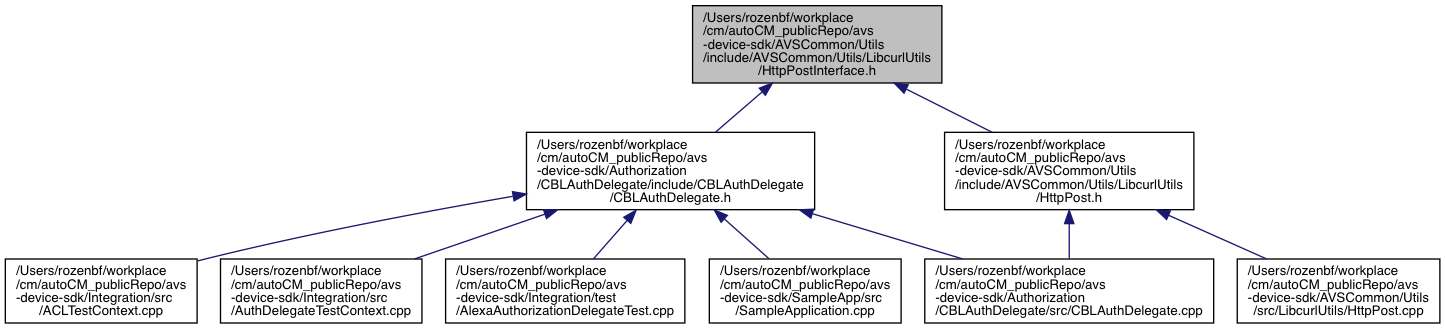 /Users/rozenbf/workplace
/cm/autoCM_publicRepo/avs
-device-sdk/AVSCommon/Utils
/include/AVSCommon/Utils/LibcurlUtils
/HttpPostInterface.h
/Users/rozenbf/workplace
/cm/autoCM_publicRepo/avs
-device-sdk/Authorization
/CBLAuthDelegate/include/CBLAuthDelegate
/CBLAuthDelegate.h
/Users/rozenbf/workplace
/cm/autoCM_publicRepo/avs
-device-sdk/AVSCommon/Utils
/include/AVSCommon/Utils/LibcurlUtils
/HttpPost.h
/Users/rozenbf/workplace
/cm/autoCM_publicRepo/avs
-device-sdk/Integration/src
/ACLTestContext.cpp
/Users/rozenbf/workplace
/cm/autoCM_publicRepo/avs
-device-sdk/Integration/src
/AuthDelegateTestContext.cpp
/Users/rozenbf/workplace
/cm/autoCM_publicRepo/avs
-device-sdk/Integration/test
/AlexaAuthorizationDelegateTest.cpp
/Users/rozenbf/workplace
/cm/autoCM_publicRepo/avs
-device-sdk/SampleApp/src
/SampleApplication.cpp
/Users/rozenbf/workplace
/cm/autoCM_publicRepo/avs
-device-sdk/Authorization
/CBLAuthDelegate/src/CBLAuthDelegate.cpp
/Users/rozenbf/workplace
/cm/autoCM_publicRepo/avs
-device-sdk/AVSCommon/Utils
/src/LibcurlUtils/HttpPost.cpp